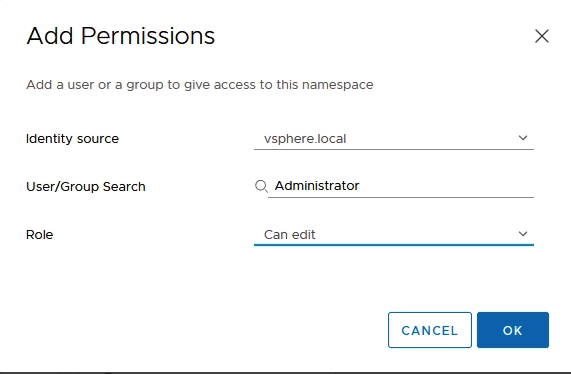 Add Permissions
Add a user or a group to give access to this namespace
Identity source vsphere.local
User/Group Search Administrator
Role Can edit
CANCEL OK